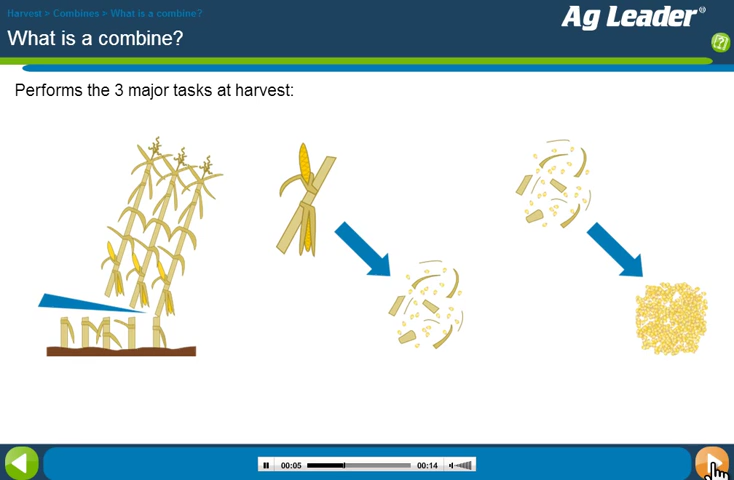 Harvest > Combines > What is a combine?
Ag Leader®
What is a combine?
[?]
Performs the 3 major tasks at harvest:
00:05
00:14